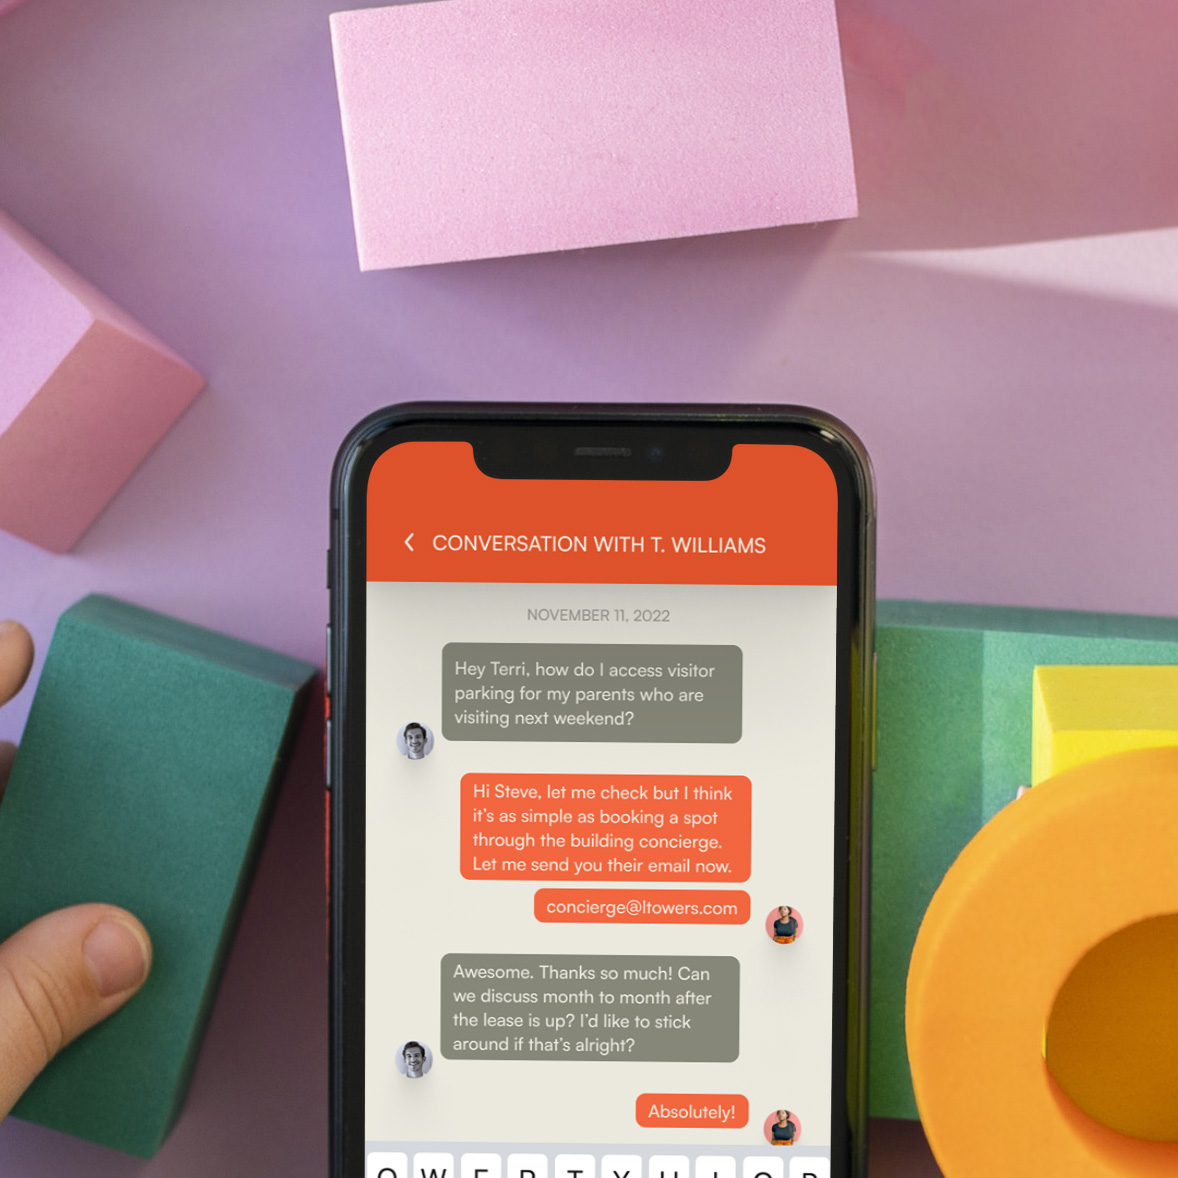 CONVERSATION WITH T. WILLIAMS
NOVEMBER 11, 2022
Hey Terri, how do I access visitor
parking for my parents who are
visiting next weekend?
Hi Steve, let me check but I think
it's as simple as booking a spot
through the building concierge.
Let me send you their email now.
concierge@ltowers.com
Awesome. Thanks so much! Can
we discuss month to month after
the lease is up? I'd like to stick
around if that's alright?
Absolutely!
Q W E R T Y U I O P